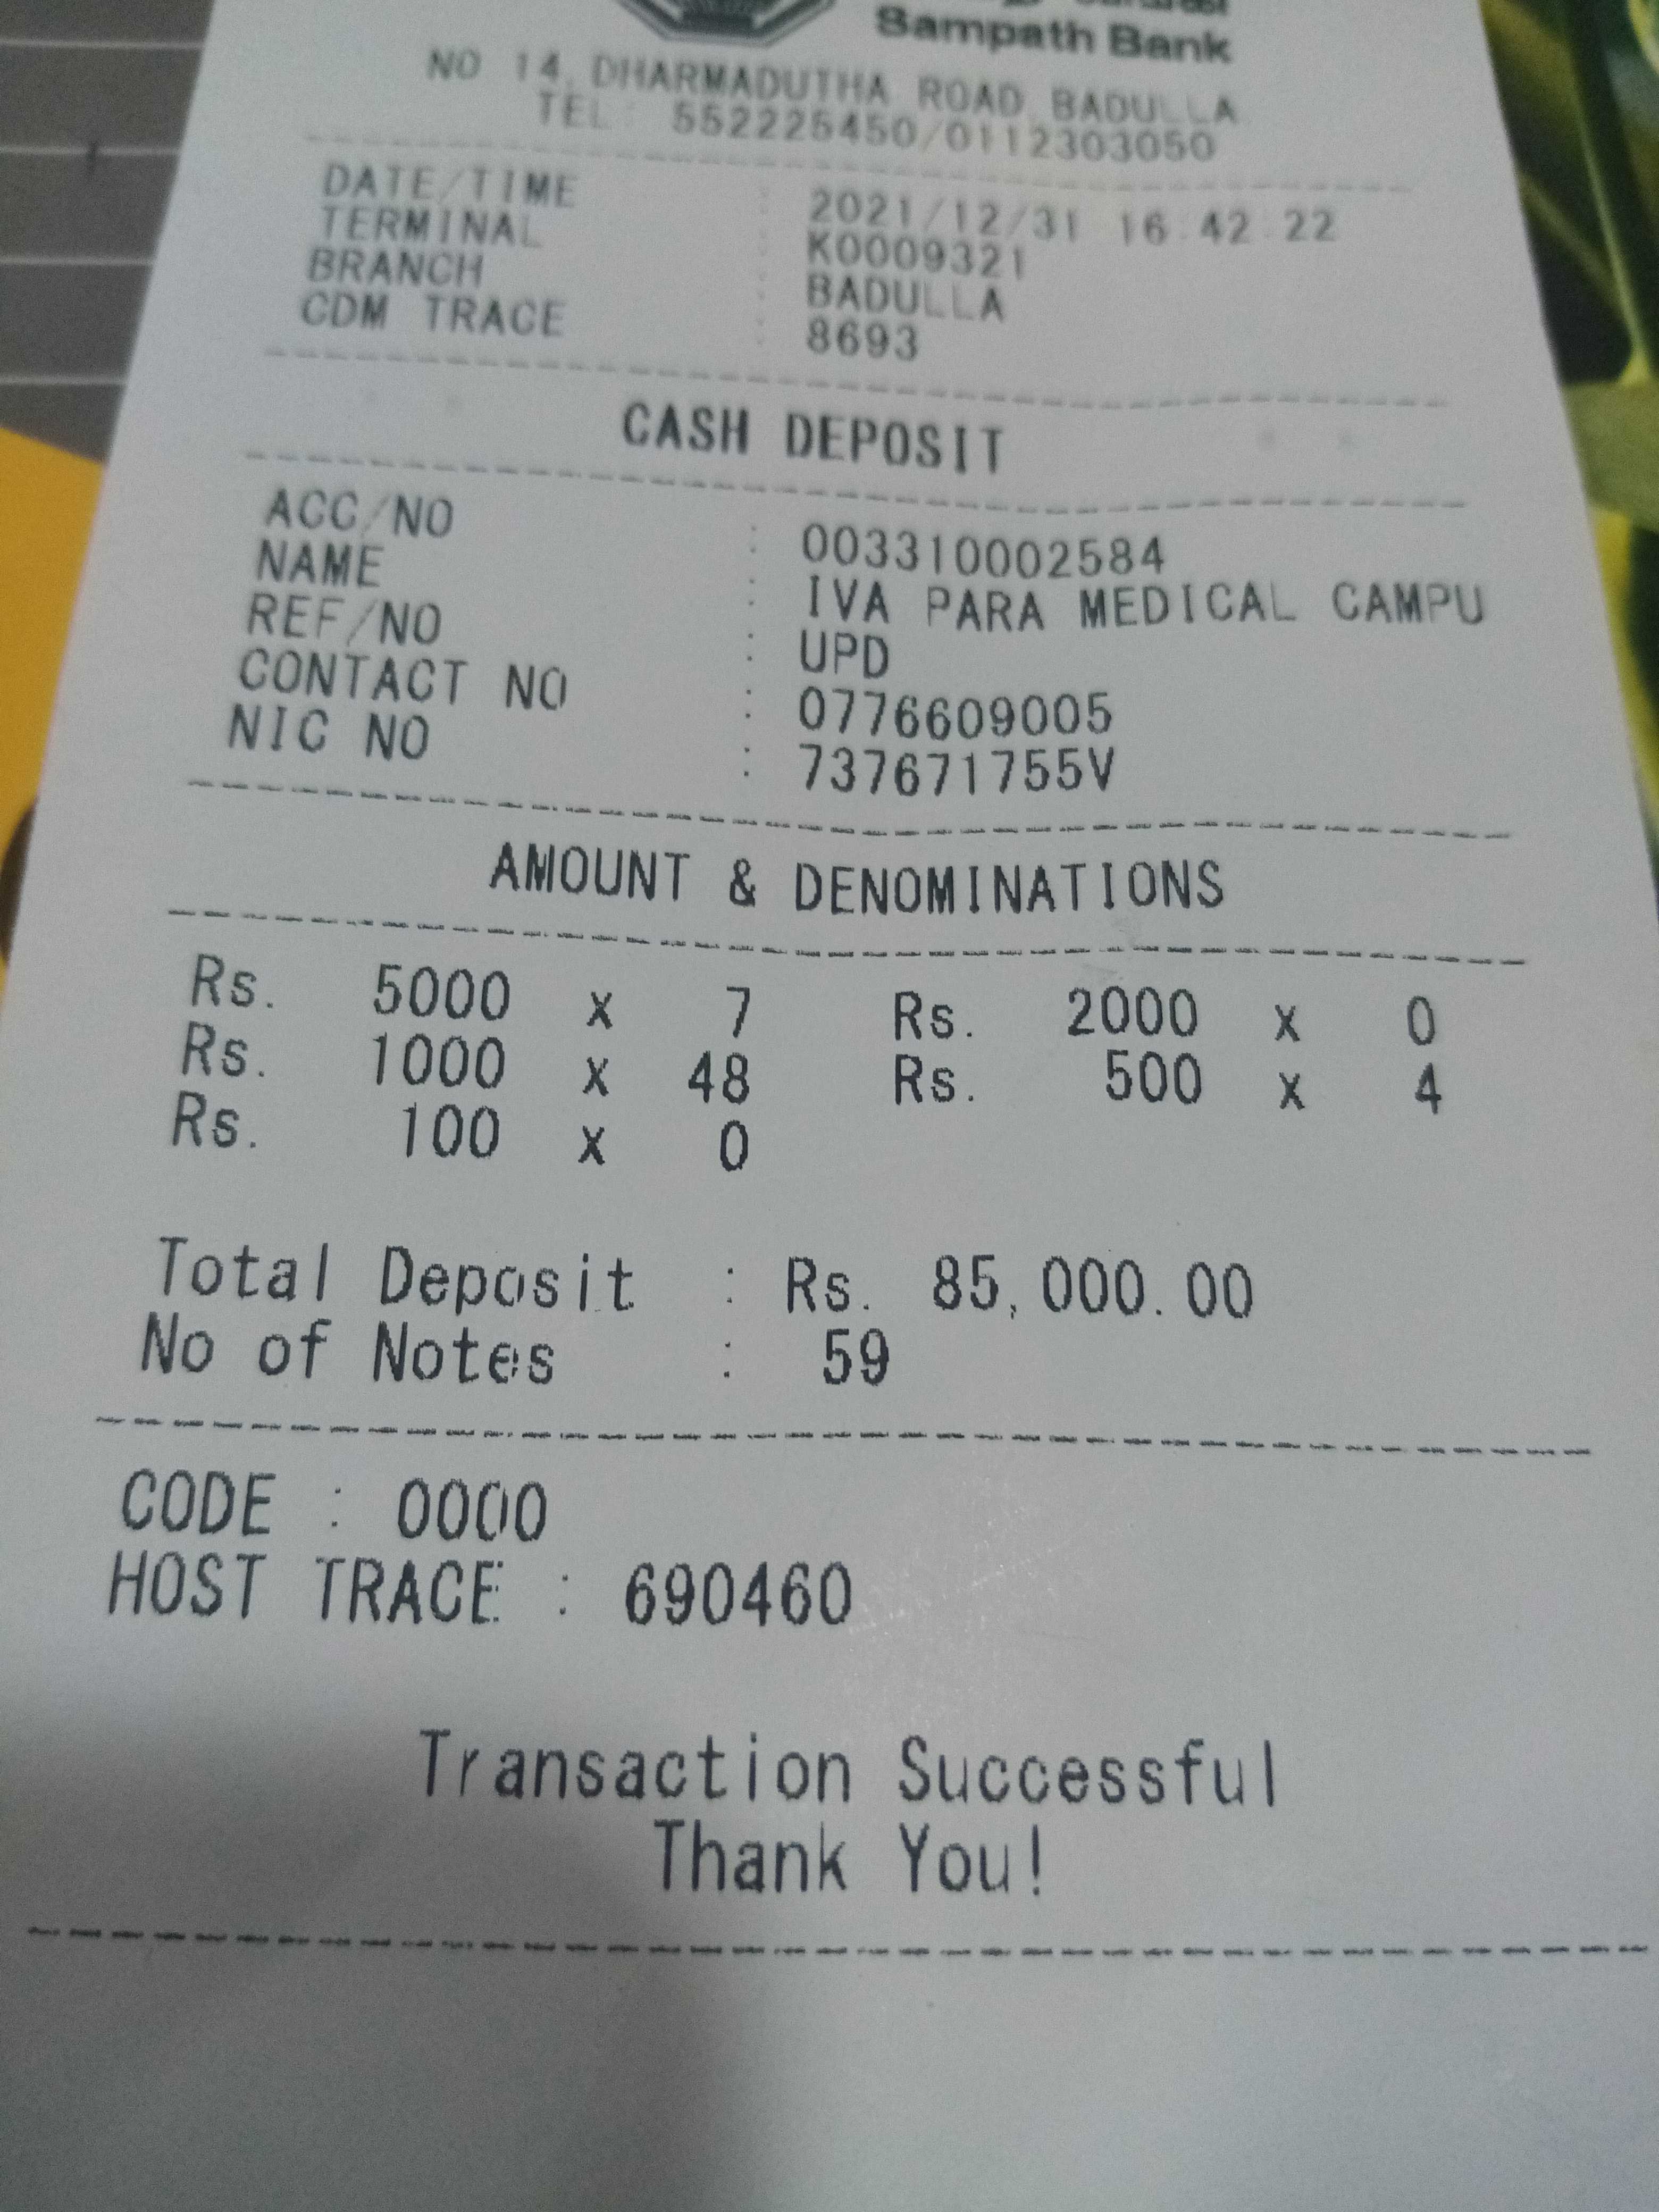 Sampath Bank
NO 14, DHARMADUTHA ROAD, BADULLA
TEL : 552225450/0112303050
DATE/TIME : 2021/12/31 16:42:22
TERMINAL : K0009321
BRANCH : BADULLA
CDM TRACE : 8693
CASH DEPOSIT
ACC/NO : 003310002584
NAME : IVA PARA MEDICAL CAMPU
REF/NO : UPD
CONTACT NO : 0776609005
NIC NO : 737671755V
AMOUNT & DENOMINATIONS
Rs. 5000 x 7 Rs. 2000 x 0
Rs. 1000 x 48 Rs. 500 x 4
Rs. 100 x 0
Total Deposit : Rs. 85,000.00
No of Notes : 59
CODE : 0000
HOST TRACE : 690460
Transaction Successful
Thank You!